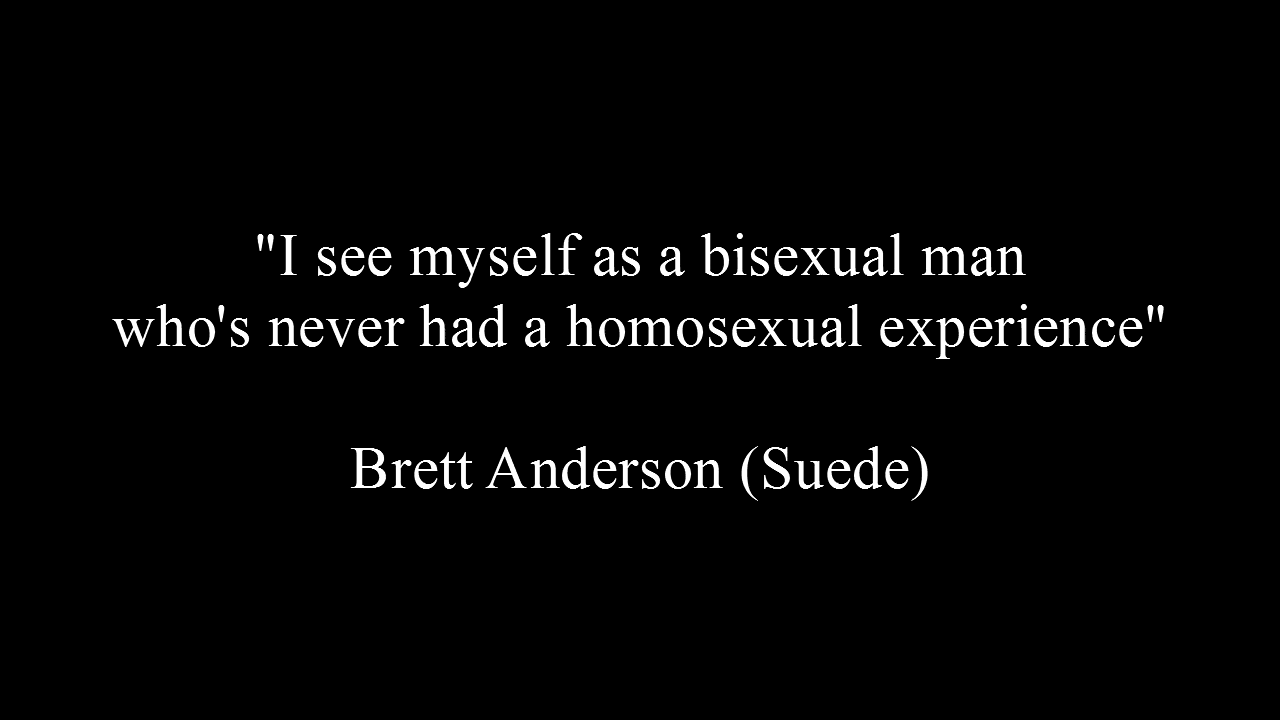 "I see myself as a bisexual man
who's never had a homosexual experience"
Brett Anderson (Suede)